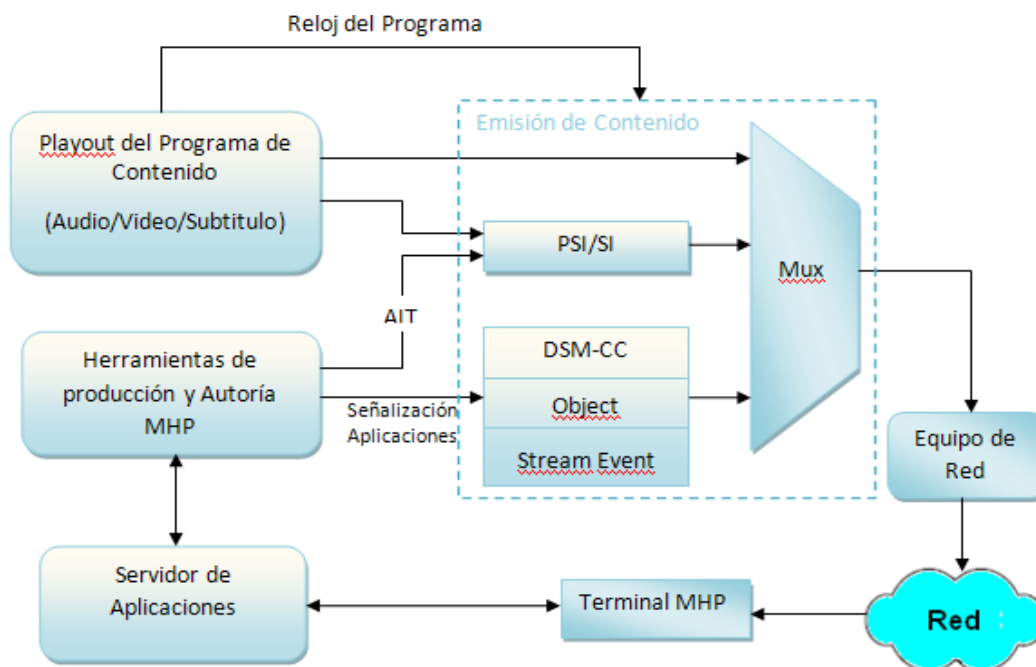 Reloj del Programa
Playout del Programa de
Contenido
(Audio/Video/Subtitulo)
Emisión de Contenido
PSI/SI
Mux
AIT
Herramientas de
producción y Autoría
MHP
Señalización
Aplicaciones
DSM-CC
Object
Stream Event
Equipo de
Red
Servidor de
Aplicaciones
Terminal MHP
Red